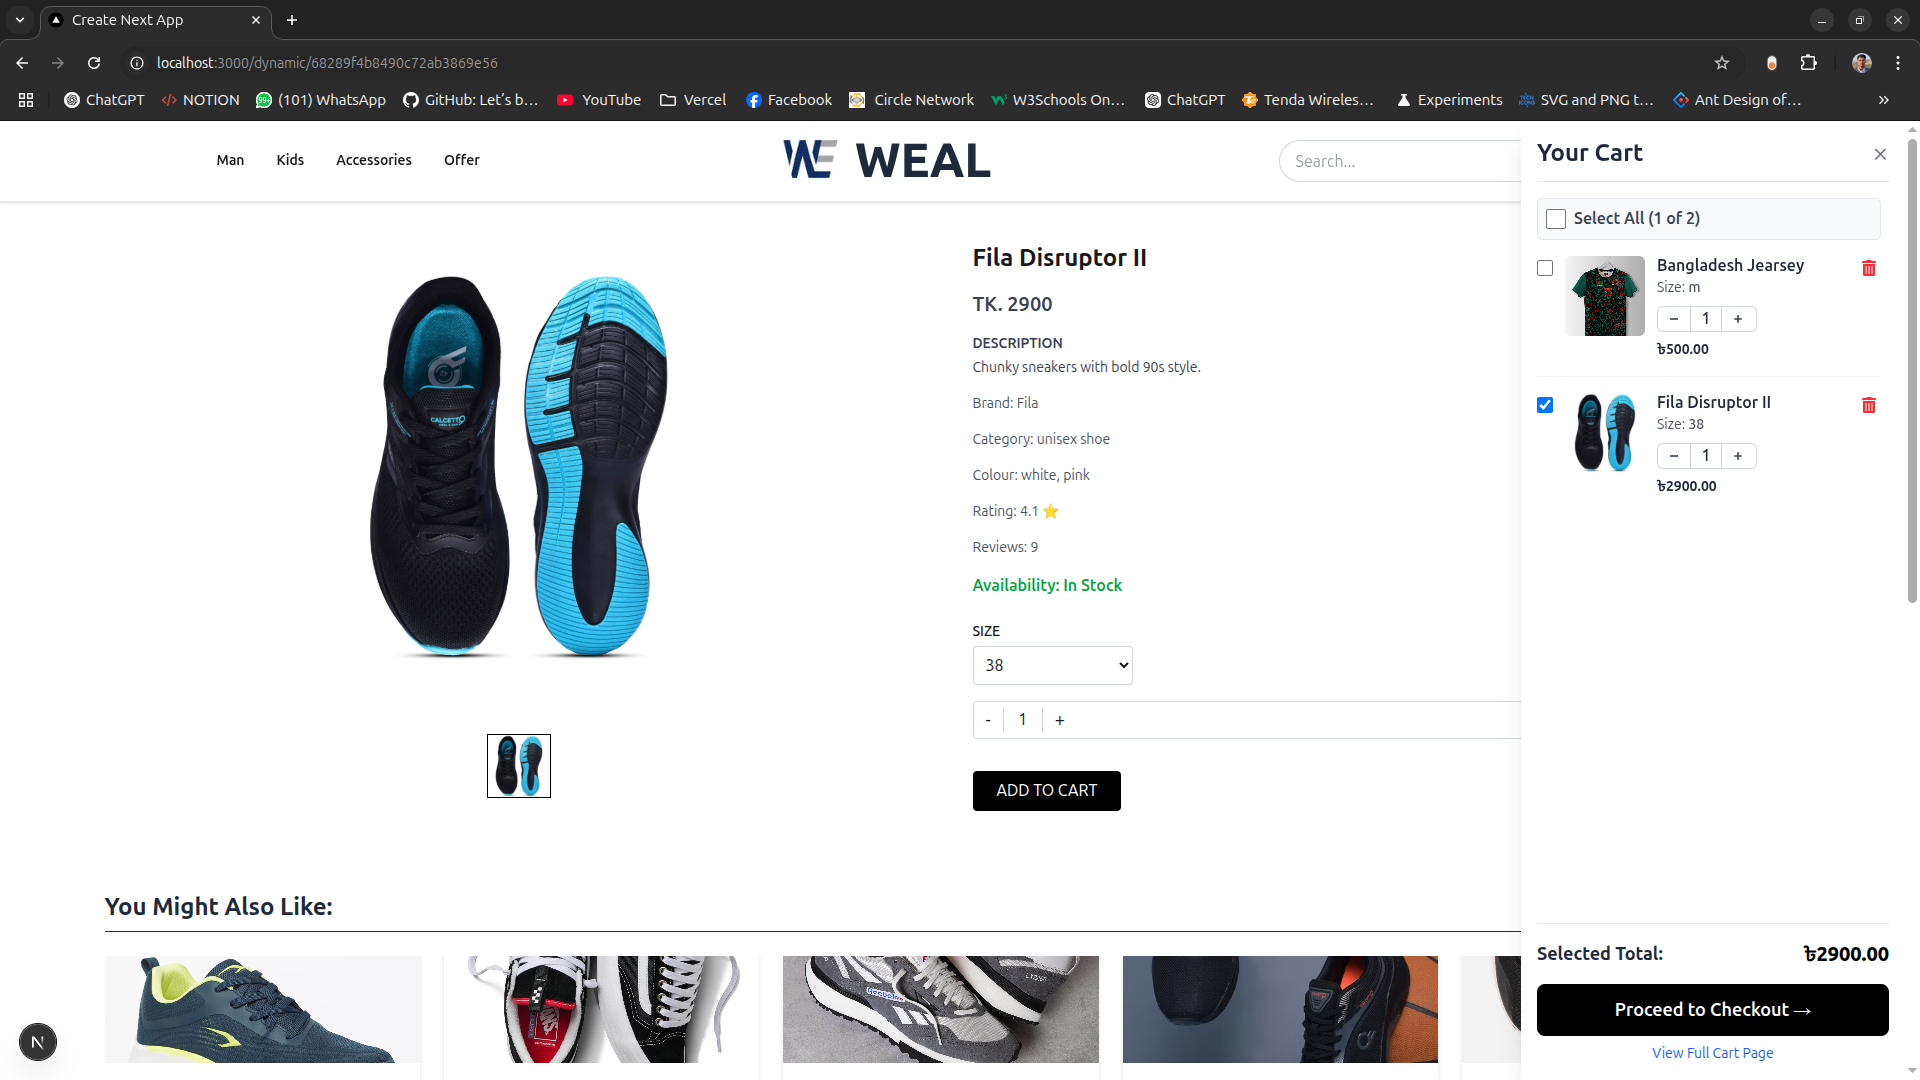 Create Next App
localhost:3000/dynamic/68289f4b8490c72ab3869e56
ChatGPT
NOTION
99+ (101) WhatsApp
GitHub: Let's b...
YouTube
Vercel
Facebook
Circle Network
W3Schools On...
ChatGPT
Tenda Wireles...
Experiments
SVG and PNG t...
Ant Design of...
Man
Kids
Accessories
Offer
WE WEAL
Search...
Fila Disruptor II
TK. 2900
DESCRIPTION
Chunky sneakers with bold 90s style.
Brand: Fila
Category: unisex shoe
Colour: white, pink
Rating: 4.1 ⭐
Reviews: 9
Availability: In Stock
SIZE
38
- 1 +
ADD TO CART
CALCETTO
You Might Also Like:
VANS
Reebok
N
Your Cart
Select All (1 of 2)
Bangladesh Jearsey
Size: m
− 1 +
৳500.00
Fila Disruptor II
Size: 38
− 1 +
৳2900.00
Selected Total: ৳2900.00
Proceed to Checkout →
View Full Cart Page